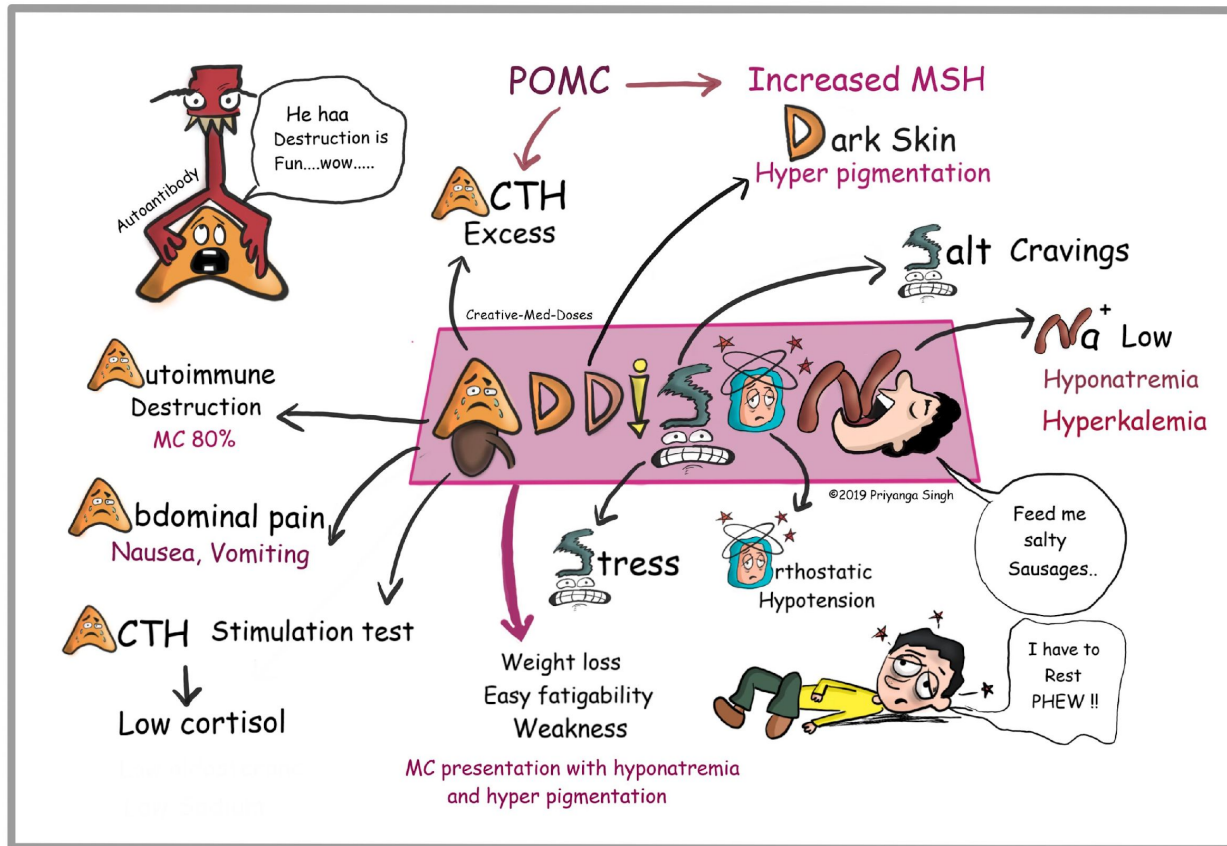 He haa
Destruction is
Fun....wow.....
Autoantibody
POMC
Increased MSH
Dark Skin
Hyper pigmentation
ACTH
Excess
Salt Cravings
Creative-Med-Doses
ADDiSON
Na+ Low
Hyponatremia
Hyperkalemia
Autoimmune
Destruction
MC 80%
©2019 Priyanga Singh
Abdominal pain
Nausea, Vomiting
Feed me
salty
Sausages..
Stress
Orthostatic
Hypotension
ACTH Stimulation test
Low cortisol
Weight loss
Easy fatigability
Weakness
I have to
Rest
PHEW !!
MC presentation with hyponatremia
and hyper pigmentation